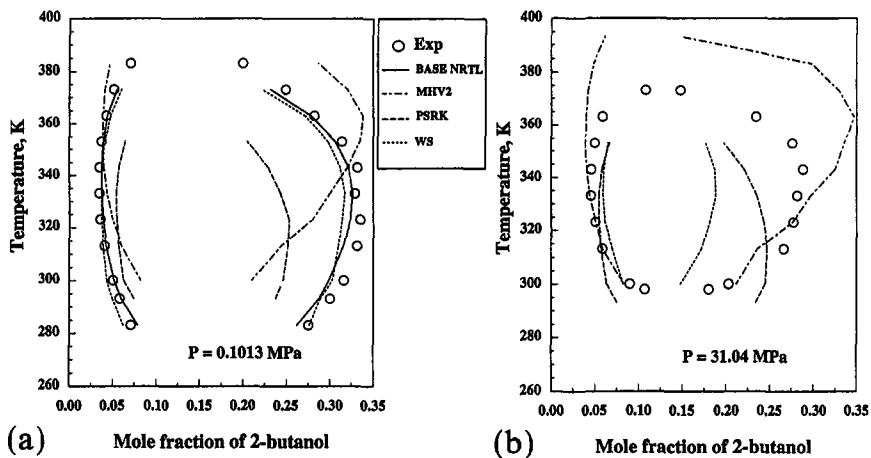 400
380
360
340
320
300
280
260
Temperature, K
0.00 0.05 0.10 0.15 0.20 0.25 0.30 0.35
Mole fraction of 2-butanol
P = 0.1013 MPa
(a)
Exp
BASE NRTL
MHV2
PSRK
WS
400
380
360
340
320
300
280
260
Temperature, K
0.00 0.05 0.10 0.15 0.20 0.25 0.30 0.35
Mole fraction of 2-butanol
P = 31.04 MPa
(b)